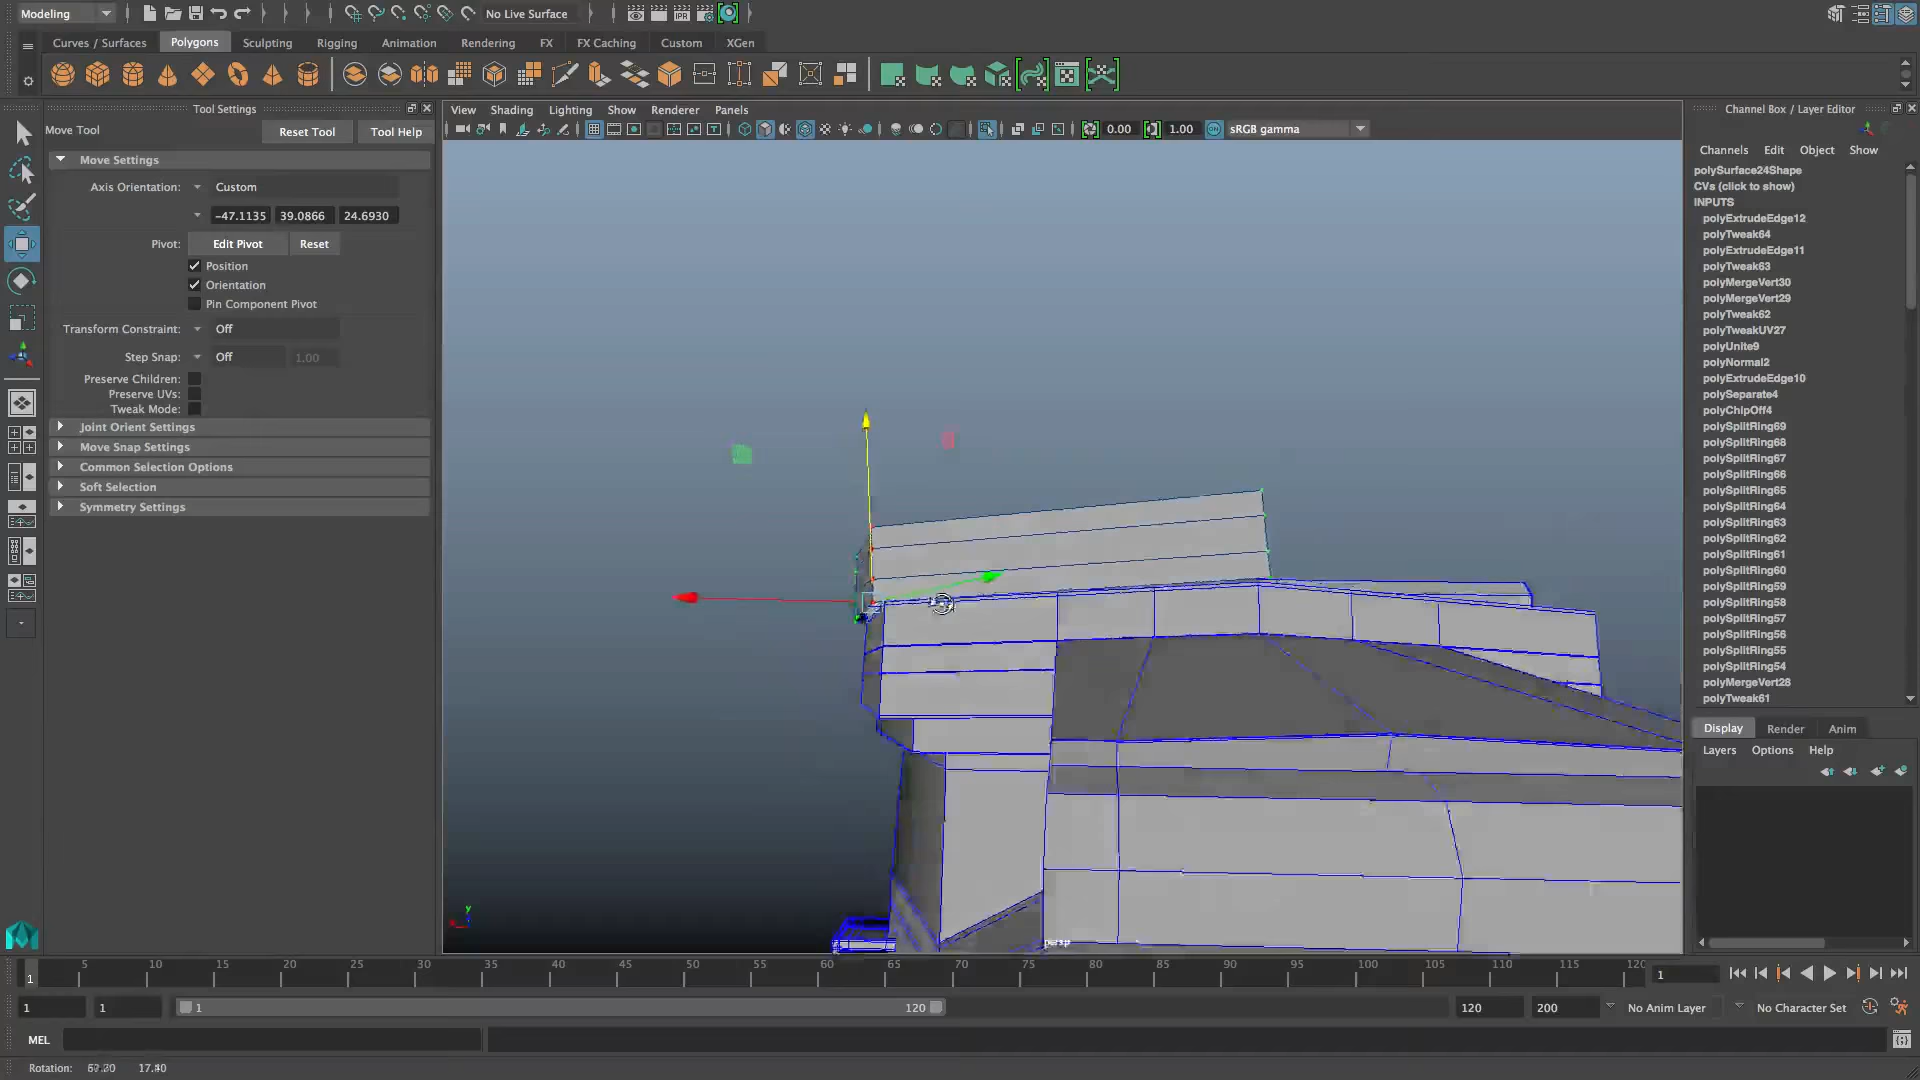 Modeling
No Live Surface
Curves / Surfaces Polygons Sculpting Rigging Animation Rendering FX FX Caching Custom XGen
IPR
Tool Settings
Move Tool Reset Tool Tool Help
Move Settings
Axis Orientation: Custom
-47.1135 39.0866 24.6930
Pivot: Edit Pivot Reset
Position
Orientation
Pin Component Pivot
Transform Constraint: Off
Step Snap: Off 1.00
Preserve Children:
Preserve UVs:
Tweak Mode:
Joint Orient Settings
Move Snap Settings
Common Selection Options
Soft Selection
Symmetry Settings
View Shading Lighting Show Renderer Panels
0.00 1.00 sRGB gamma
y
persp
Channel Box / Layer Editor
Channels Edit Object Show
polySurface24Shape
CVs (click to show)
INPUTS
polyExtrudeEdge12
polyTweak64
polyExtrudeEdge11
polyTweak63
polyMergeVert30
polyMergeVert29
polyTweak62
polyTweakUV27
polyUnite9
polyNormal2
polyExtrudeEdge10
polySeparate4
polyChipOff4
polySplitRing69
polySplitRing68
polySplitRing67
polySplitRing66
polySplitRing65
polySplitRing64
polySplitRing63
polySplitRing62
polySplitRing61
polySplitRing60
polySplitRing59
polySplitRing58
polySplitRing57
polySplitRing56
polySplitRing55
polySplitRing54
polyMergeVert28
polyTweak61
Display Render Anim
Layers Options Help
1 5 10 15 20 25 30 35 40 45 50 55 60 65 70 75 80 85 90 95 100 105 110 115 120 1
1 1 1 120 120 200 No Anim Layer No Character Set
MEL
Rotation: 17.40